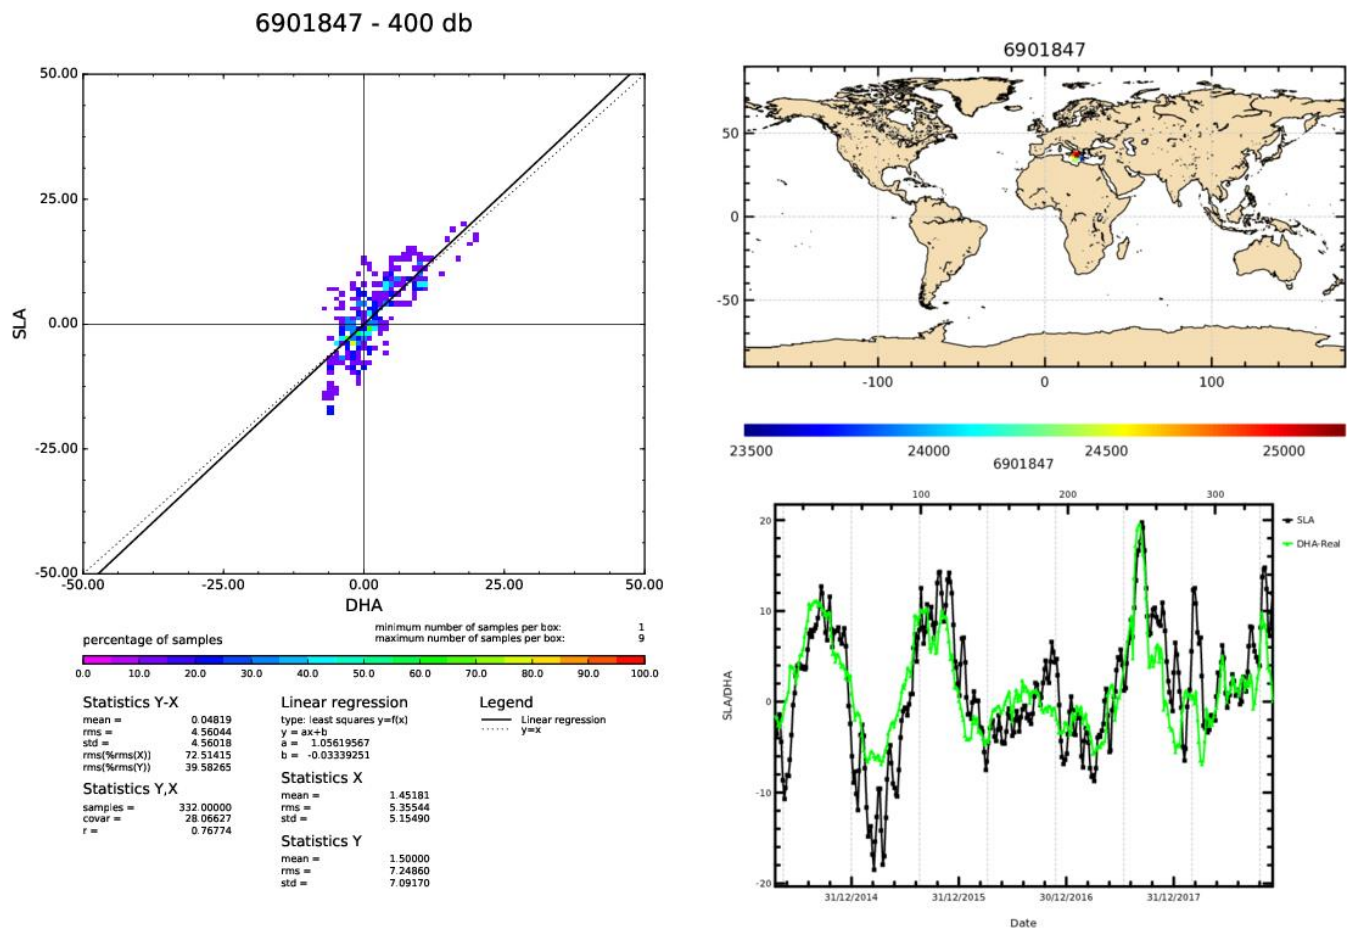 6901847 - 400 db
50.00
25.00
0.00
-25.00
-50.00
SLA
-50.00 -25.00 0.00 25.00 50.00
DHA
percentage of samples
minimum number of samples per box: 1
maximum number of samples per box: 9
0.0 10.0 20.0 30.0 40.0 50.0 60.0 70.0 80.0 90.0 100.0
Statistics Y-X
mean = 0.04819
rms = 4.56044
std = 4.56018
rms(%rms(X)) 72.51415
rms(%rms(Y)) 39.58265
Statistics Y,X
samples = 332.00000
covar = 28.06627
r = 0.76774
Linear regression
type: least squares y=f(x)
y = ax+b
a = 1.05619567
b = -0.03339251
Statistics X
mean = 1.45181
rms = 5.35544
std = 5.15490
Statistics Y
mean = 1.50000
rms = 7.24860
std = 7.09170
Legend
Linear regression
y=x
6901847
50
0
-50
-100 0 100
23500 24000 24500 25000
6901847
100 200 300
20
10
0
-10
-20
SLA/DHA
31/12/2014 31/12/2015 30/12/2016 31/12/2017
Date
SLA
DHA-Real